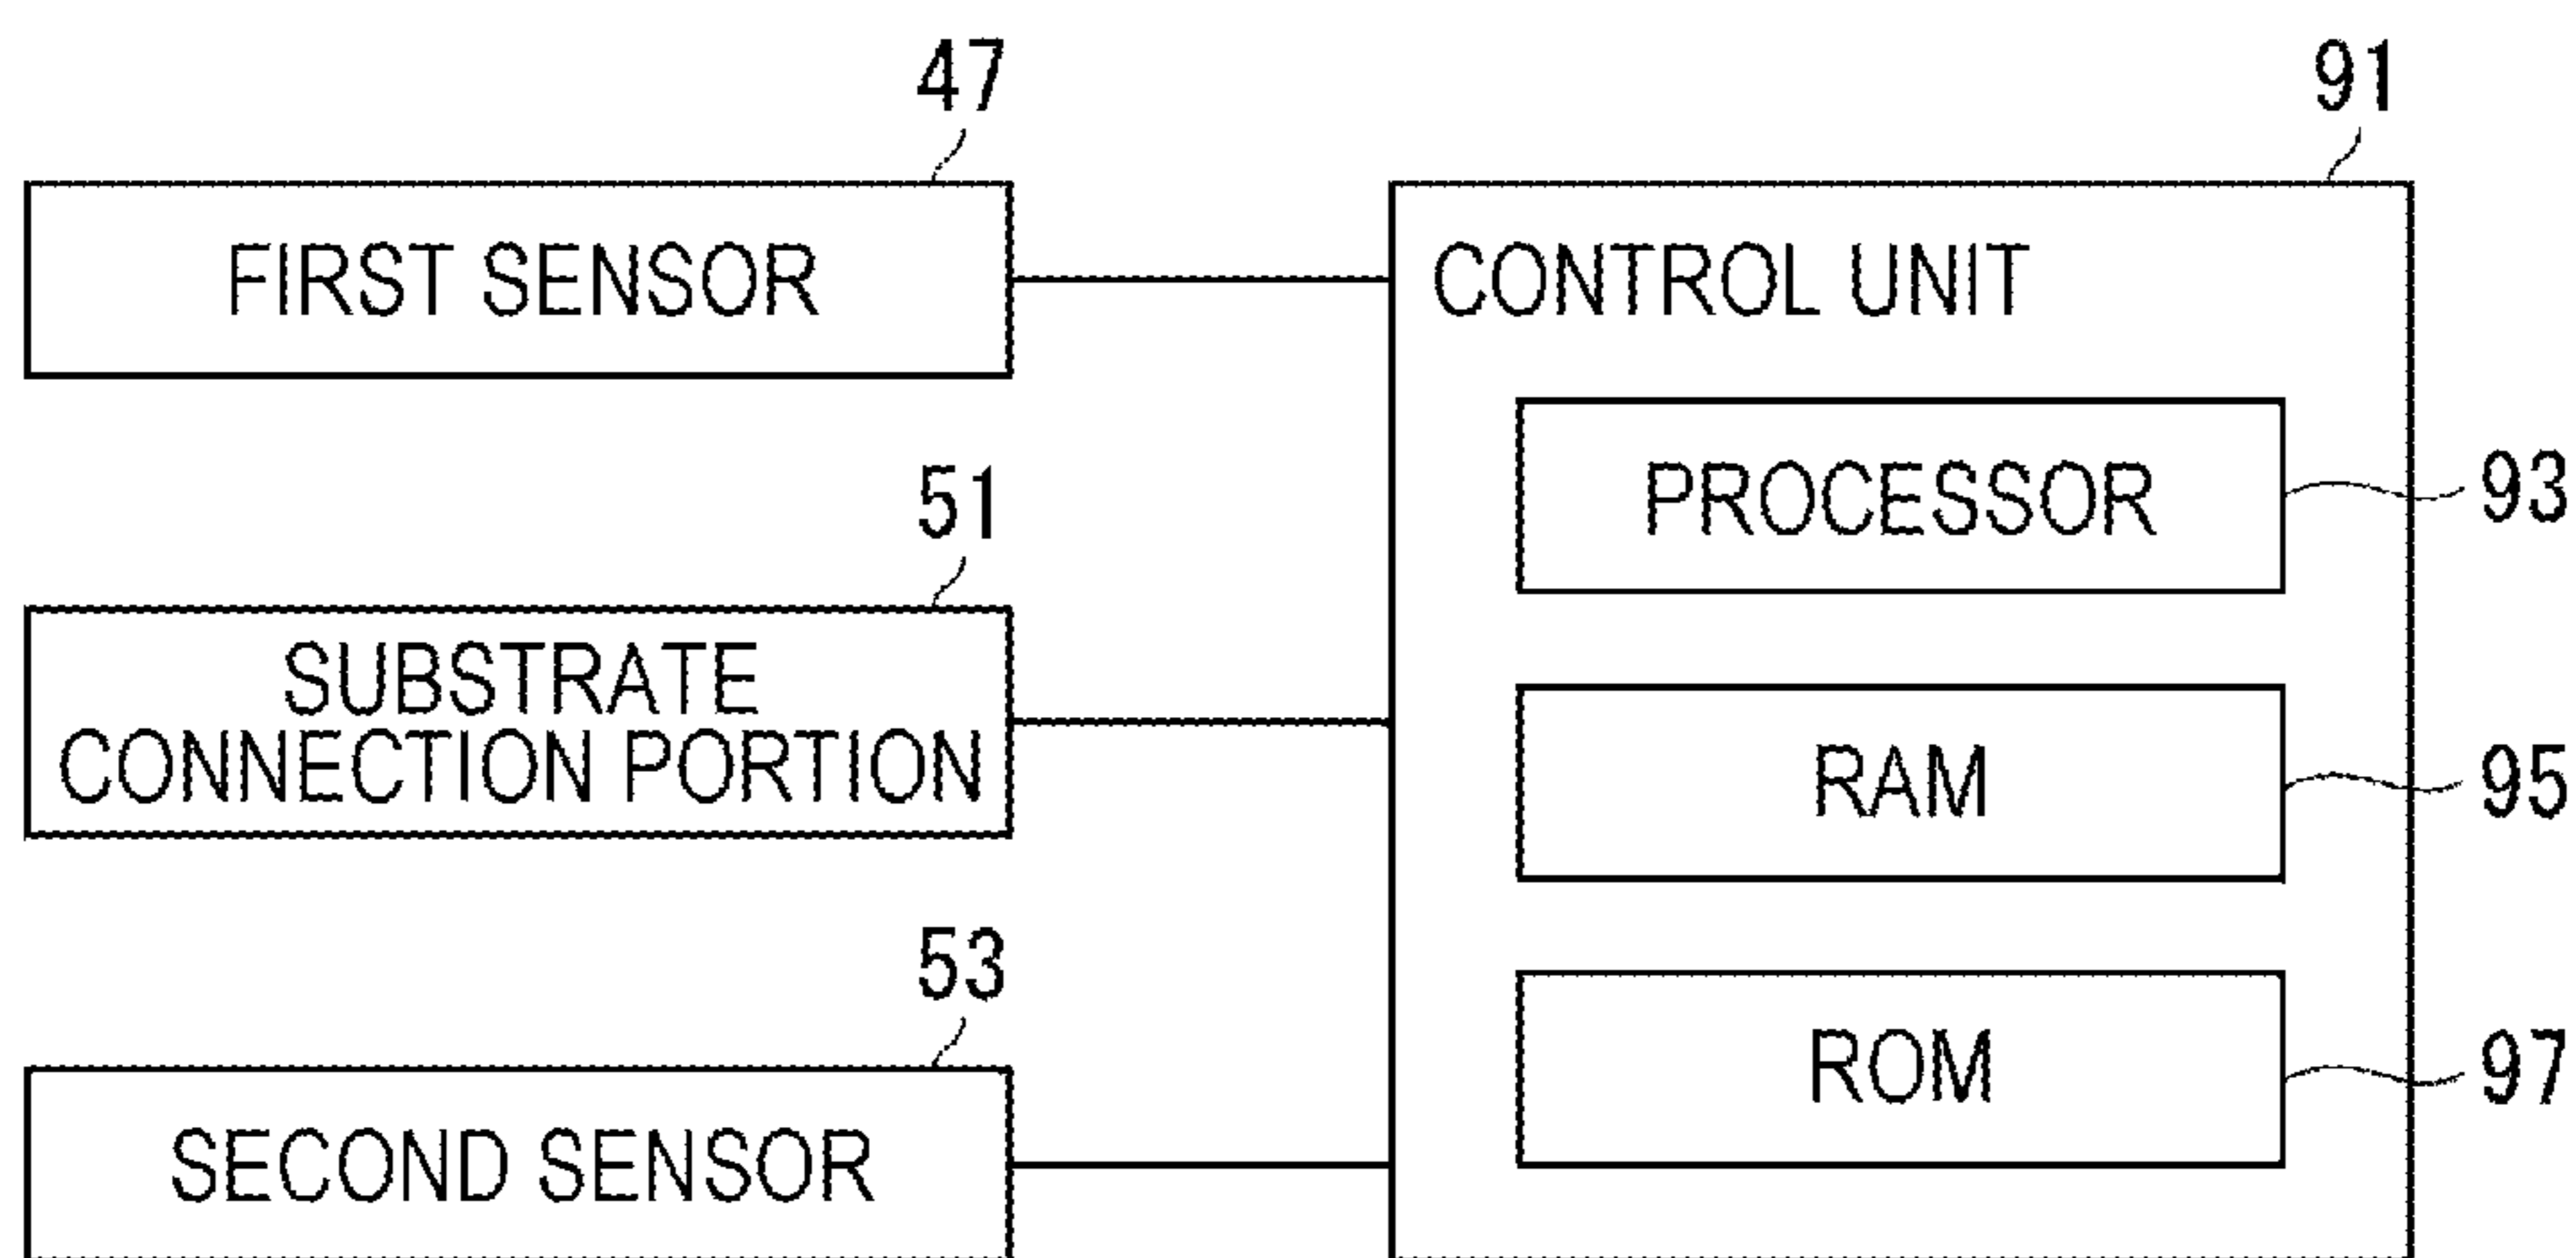 47
91
FIRST SENSOR
CONTROL UNIT
PROCESSOR
93
51
SUBSTRATE
CONNECTION PORTION
RAM
95
53
SECOND SENSOR
ROM
97